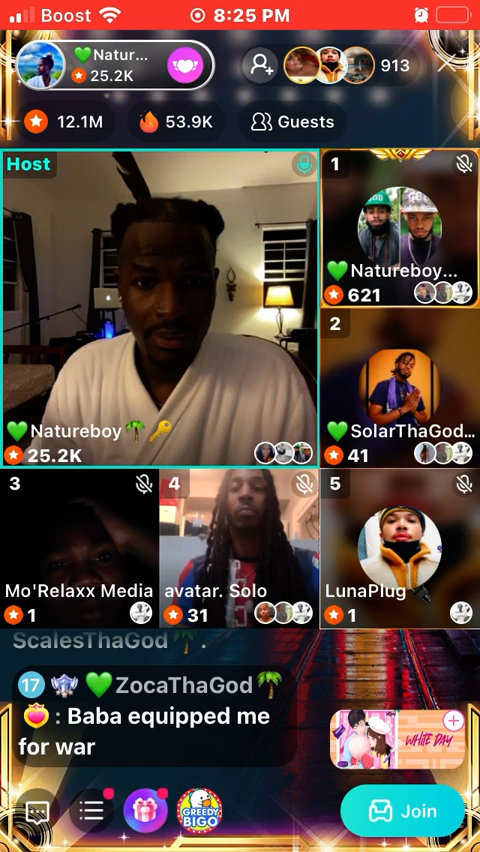 Boost 8:25 PM
💚Natur...
25.2K
913
12.1M 53.9K Guests
Host
💚Natureboy🌴🔑
25.2K
1
💚Natureboy...
621
2
💚SolarThaGod...
41
3
Mo'Relaxx Media
1
4
avatar. Solo
31
5
LunaPlug
1
ScalesThaGod🌴.
17 💚ZocaThaGod🌴
: Baba equipped me
for war
WHITE DAY
GREEDY
BIGO
Join